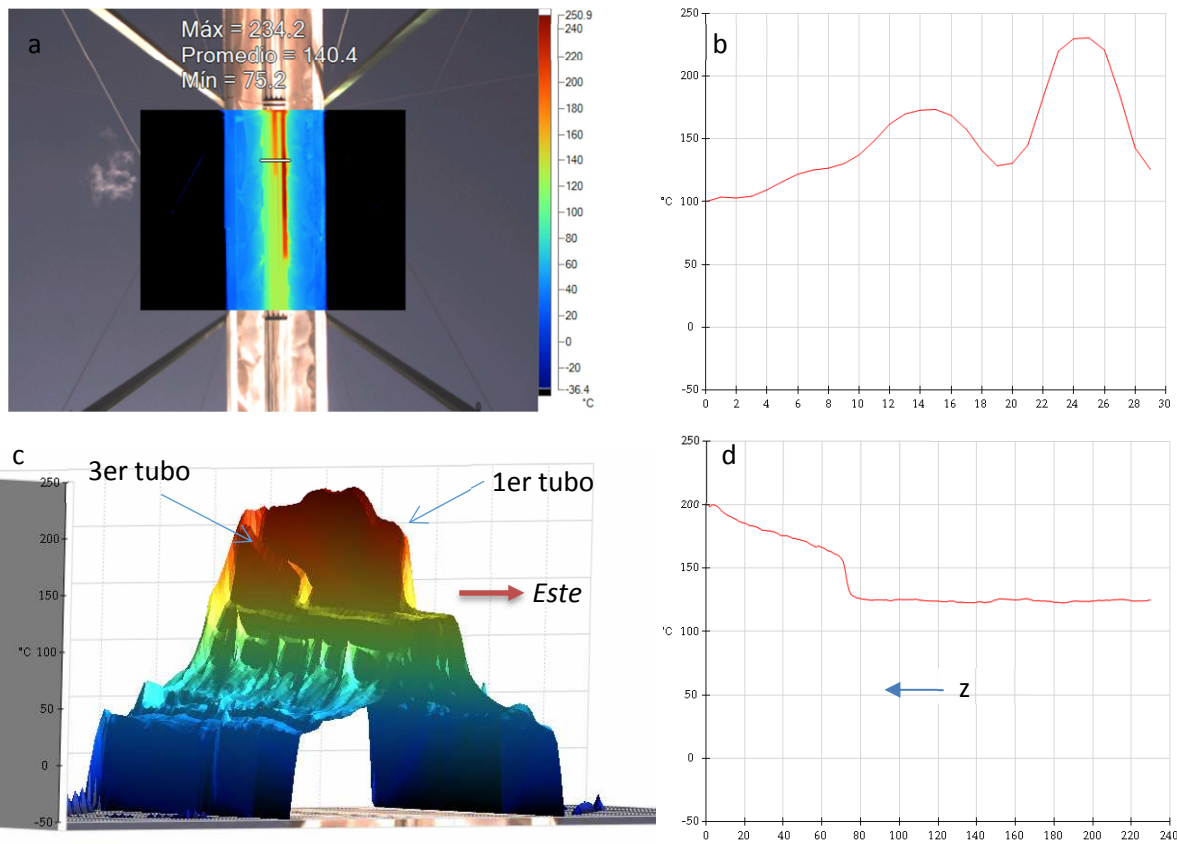 a
Máx = 234.2
Promedio = 140.4
Mín = 75.2
250.9
240
220
200
180
160
140
120
100
80
60
40
20
0
-20
-36.4
°C
b
250
200
150
°C 100
50
0
-50
0 2 4 6 8 10 12 14 16 18 20 22 24 26 28 30
c
3er tubo
1er tubo
Este
250
200
150
°C 100
50
0
-50
d
250
200
150
°C 100
50
0
-50
z
0 20 40 60 80 100 120 140 160 180 200 220 240